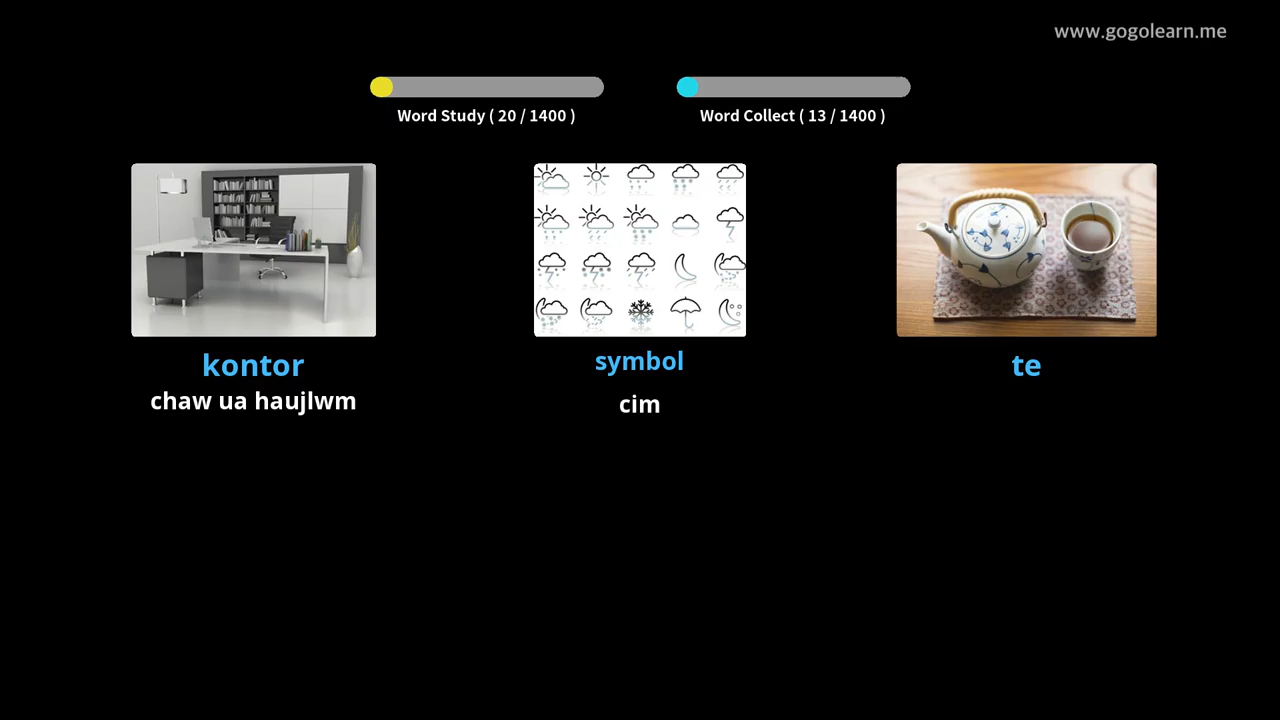 www.gogolearn.me
Word Study ( 20 / 1400 )
Word Collect ( 13 / 1400 )
kontor
chaw ua haujlwm
symbol
cim
te